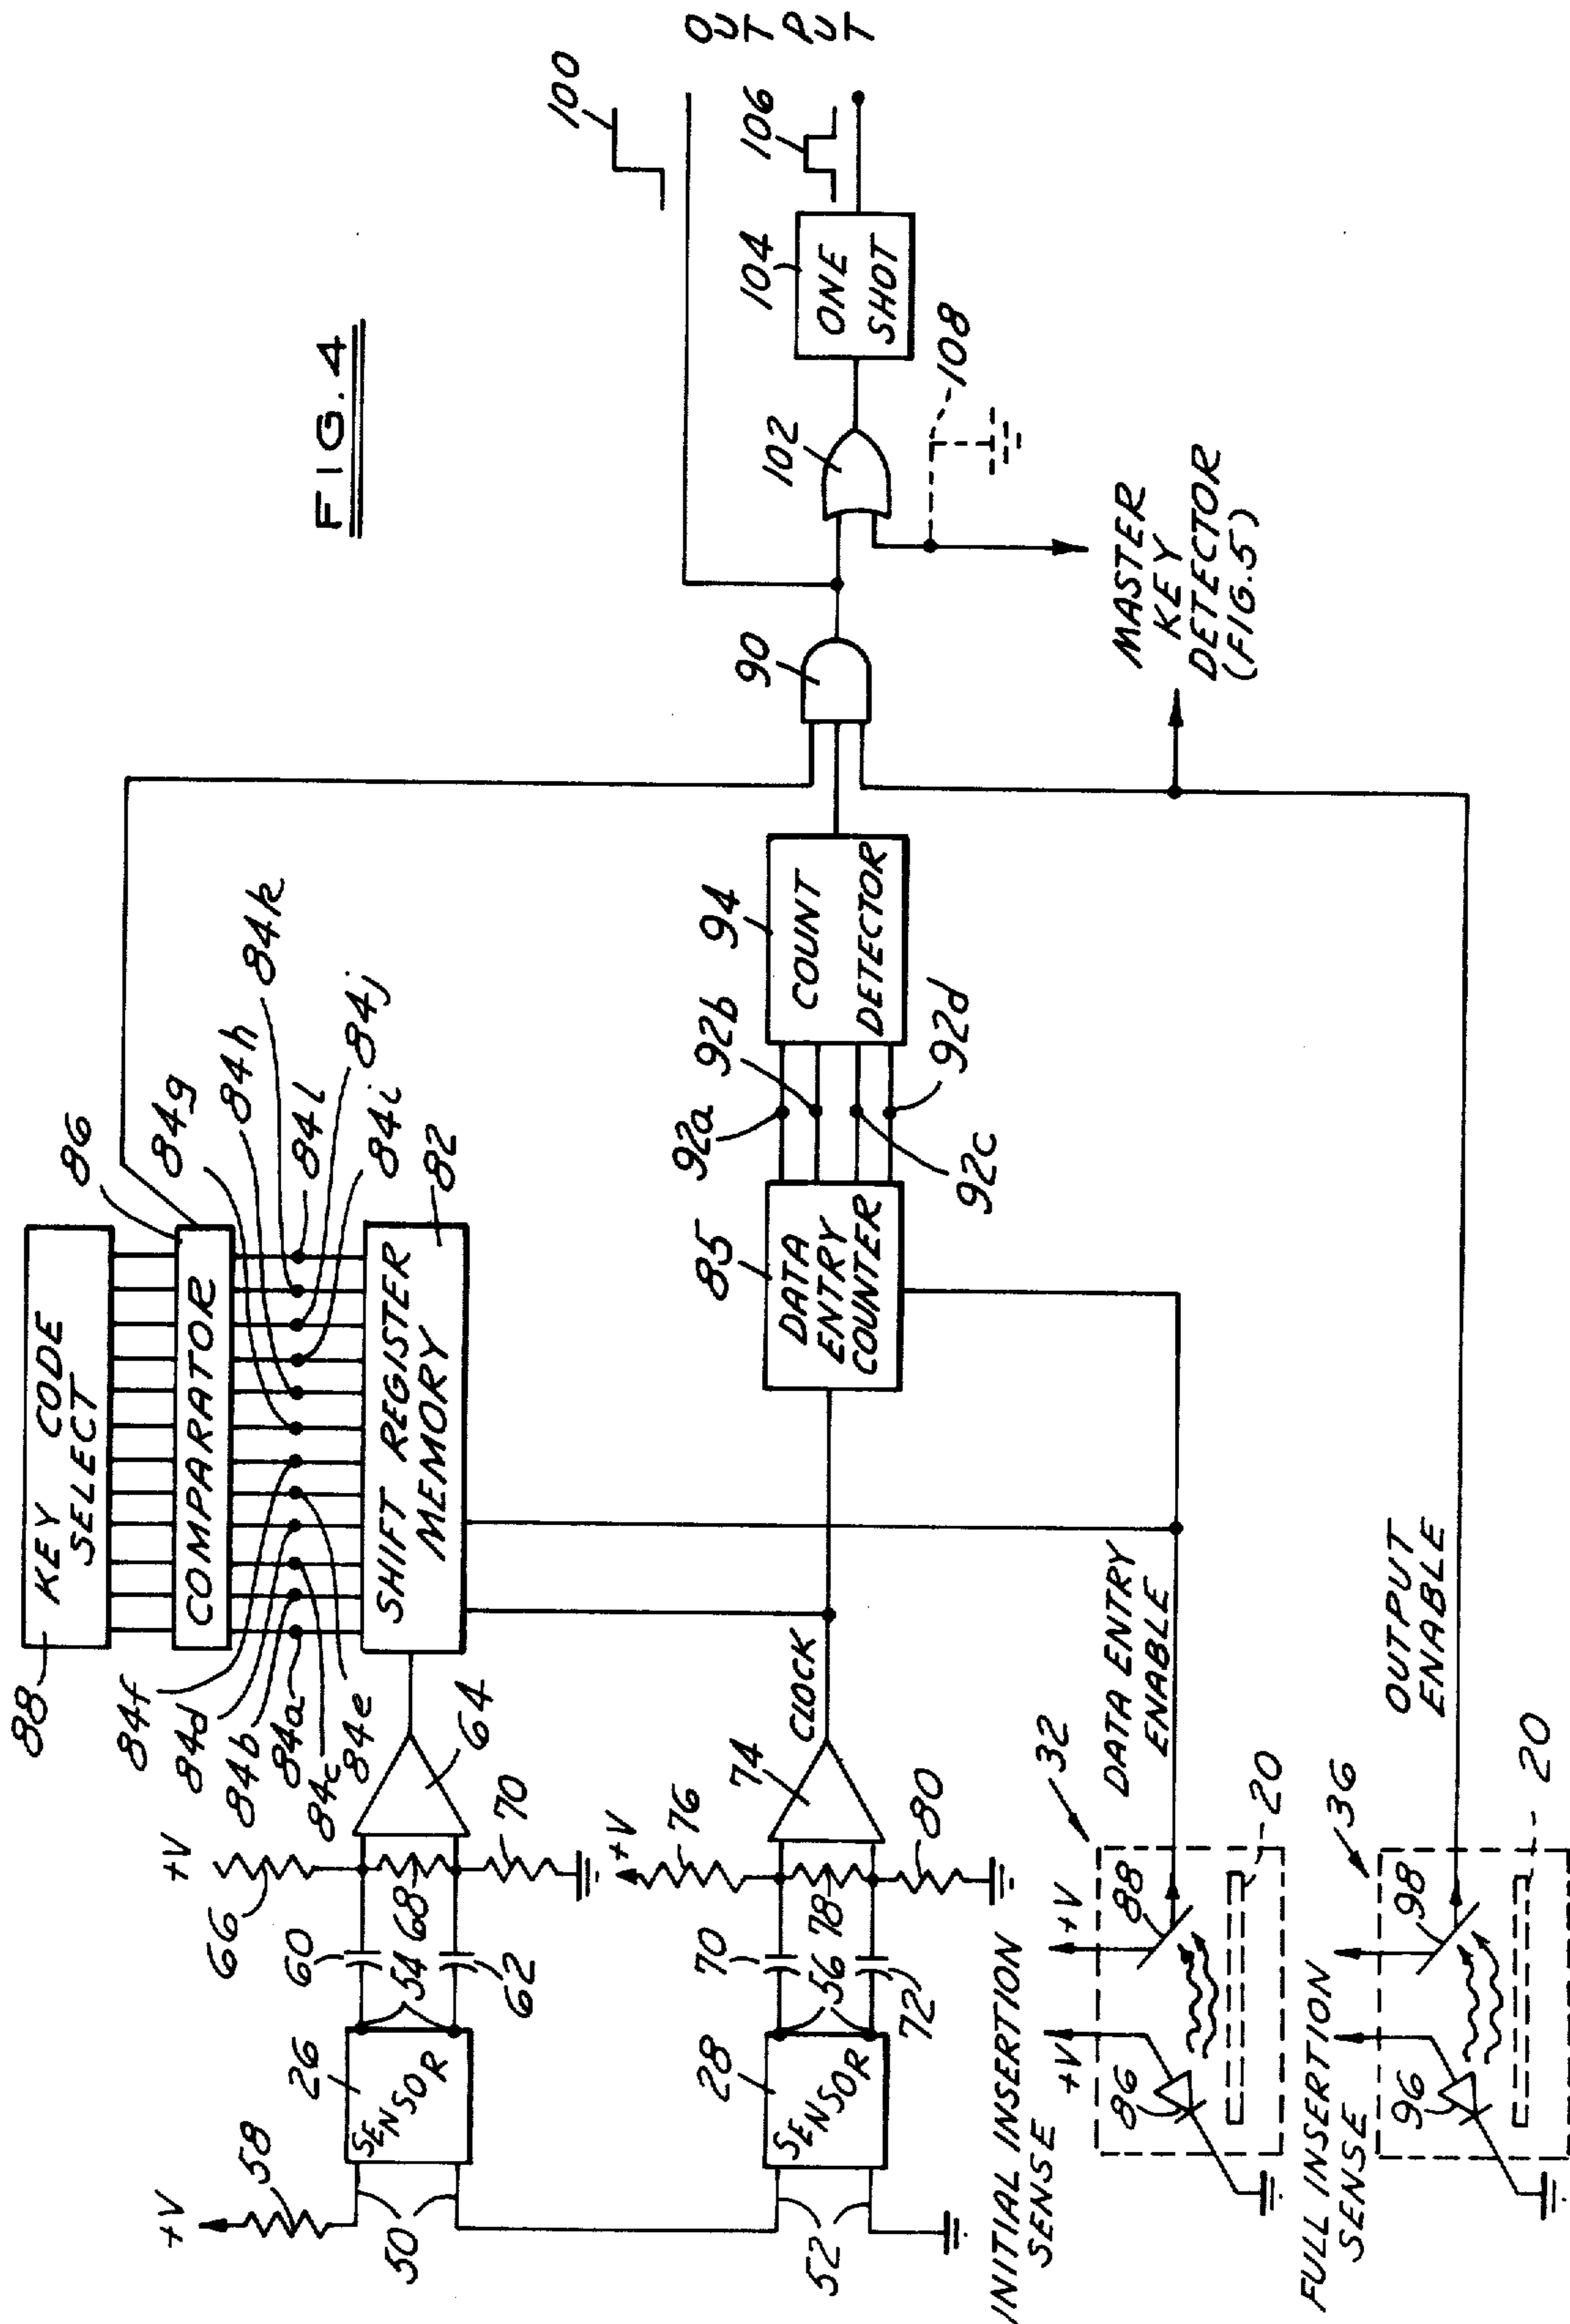 FIG. 4
88
KEY CODE
SELECT
86
COMPARATOR
84g
84h
84k
84l
84j
84i
84f
84d
84b
84a
84c
84e
SHIFT REGISTER
MEMORY
82
+V
58
50
26
SENSOR
54
60
62
+V
66
68
70
64
52
28
SENSOR
56
70
72
+V
76
78
80
74
CLOCK
85
DATA
ENTRY
COUNTER
92a
92b
92c
92d
94
COUNT
DETECTOR
90
102
104
ONE
SHOT
106
100
OUT PUT
108
MASTER
KEY
DETECTOR
(FIG.5)
INITIAL INSERTION
SENSE
+V
+V
86
88
32
20
DATA ENTRY
ENABLE
FULL INSERTION
SENSE
96
98
36
20
OUTPUT
ENABLE